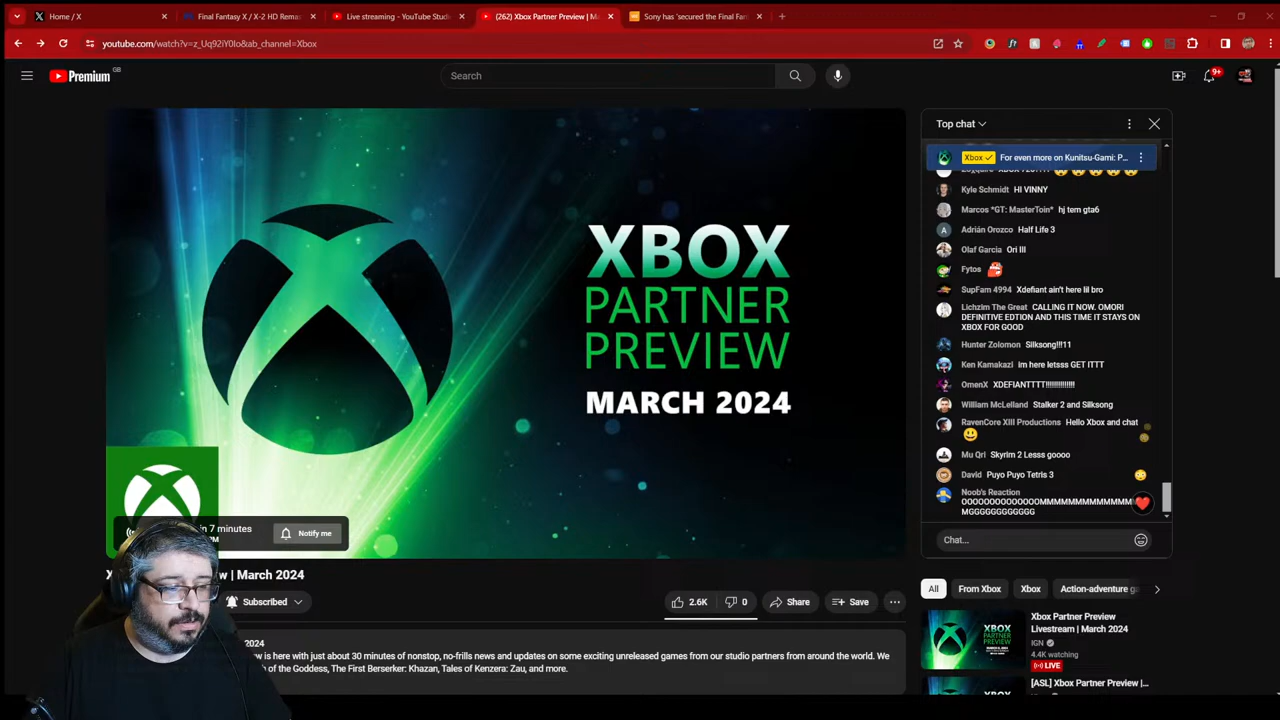 Home / X
Final Fantasy X / X-2 HD Rema
Live streaming - YouTube Studi
(262) Xbox Partner Preview | Ma
Sony has 'secured the Final Fan
youtube.com/watch?v=z_Uq92iY0Io&ab_channel=Xbox
Premium GB
Search
9+
XBOX
PARTNER
PREVIEW
MARCH 2024
in 7 minutes
Notify me
Top chat
Xbox For even more on Kunitsu-Gami: P...
Kyle Schmidt HI VINNY
Marcos *GT: MasterToin* hj tem gta6
Adrián Orozco Half Life 3
Olaf Garcia Ori III
Fytos
SupFam 4994 Xdefiant ain't here lil bro
Lichzim The Great CALLING IT NOW. OMORI
DEFINITIVE EDTION AND THIS TIME IT STAYS ON
XBOX FOR GOOD
Hunter Zolomon Silksong!!!11
Ken Kamakazi im here letsss GET ITTT
OmenX XDEFIANTTTT!!!!!!!!!!!!!!!
William McLelland Stalker 2 and Silksong
RavenCore XIII Productions Hello Xbox and chat
Mu Qri Skyrim 2 Lesss goooo
David Puyo Puyo Tetris 3
Noob's Reaction
Chat...
| March 2024
Subscribed
2.6K
0
Share
Save
2024
is here with just about 30 minutes of nonstop, no-frills news and updates on some exciting unreleased games from our studio partners from around the world. We
of the Goddess, The First Berserker: Khazan, Tales of Kenzera: Zau, and more.
All
From Xbox
Xbox
Action-adventure ga
Xbox Partner Preview
Livestream | March 2024
IGN
4.4K watching
LIVE
[ASL] Xbox Partner Preview |...